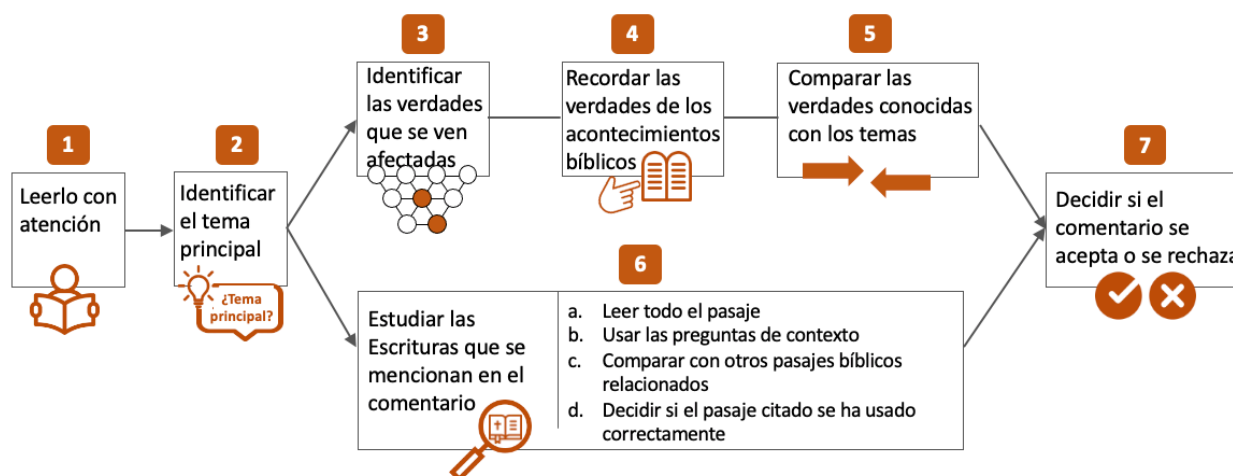 1
Leerlo con
atención
2
Identificar
el tema
principal
¿Tema
principal?
3
Identificar
las verdades
que se ven
afectadas
4
Recordar las
verdades de los
acontecimientos
bíblicos
5
Comparar las
verdades conocidas
con los temas
6
Estudiar las
Escrituras que se
mencionan en el
comentario
a. Leer todo el pasaje
b. Usar las preguntas de contexto
c. Comparar con otros pasajes bíblicos
relacionados
d. Decidir si el pasaje citado se ha usado
correctamente
7
Decidir si el
comentario se
acepta o se rechaza